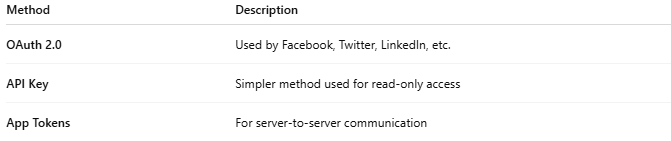 Method Description
OAuth 2.0 Used by Facebook, Twitter, LinkedIn, etc.
API Key Simpler method used for read-only access
App Tokens For server-to-server communication